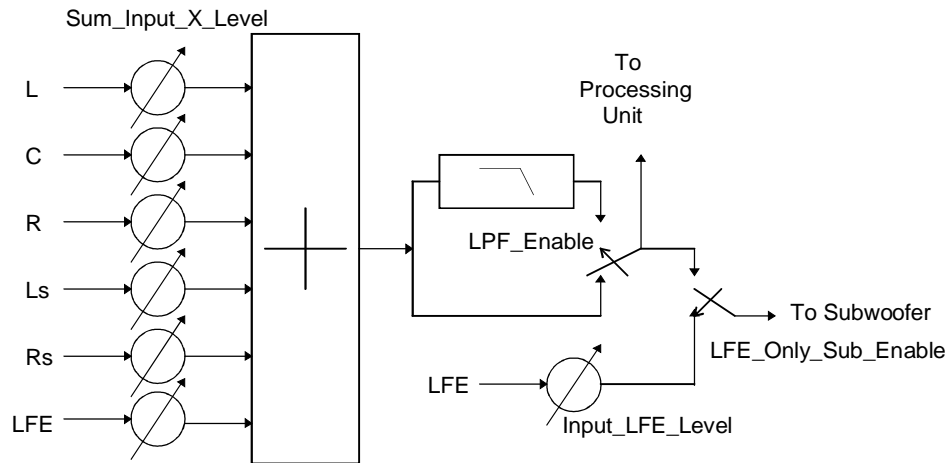 Sum_Input_X_Level
L
C
R
Ls
Rs
LFE
To
Processing
Unit
LPF_Enable
To Subwoofer
LFE_Only_Sub_Enable
LFE
Input_LFE_Level